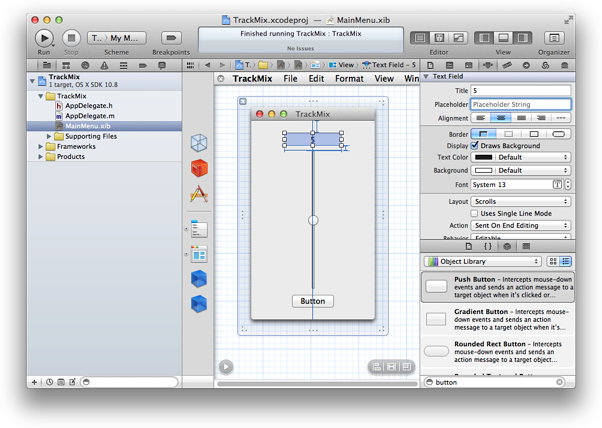 TrackMix.xcodeproj — MainMenu.xib
Run
Stop
T...〉 My M...
Scheme
Breakpoints
Finished running TrackMix : TrackMix
No Issues
Editor
View
Organizer
TrackMix
1 target, OS X SDK 10.8
TrackMix
AppDelegate.h
AppDelegate.m
MainMenu.xib
Supporting Files
Frameworks
Products
View
Text Field – 5
TrackMix File Edit Format View Win
TrackMix
5
Button
Text Field
Title 5
Placeholder Placeholder String
Alignment
Border
Display Draws Background
Text Color Default
Background Default
Font System 13
Layout Scrolls
Uses Single Line Mode
Action Sent On End Editing
Behavior Editable
Object Library
Push Button – Intercepts mouse-down
events and sends an action message to a
target object when it's clicked or...
Gradient Button – Intercepts mouse-
down events and sends an action
message to a target object when it's...
Rounded Rect Button – Intercepts
mouse-down events and sends an
action message to a target object...
button